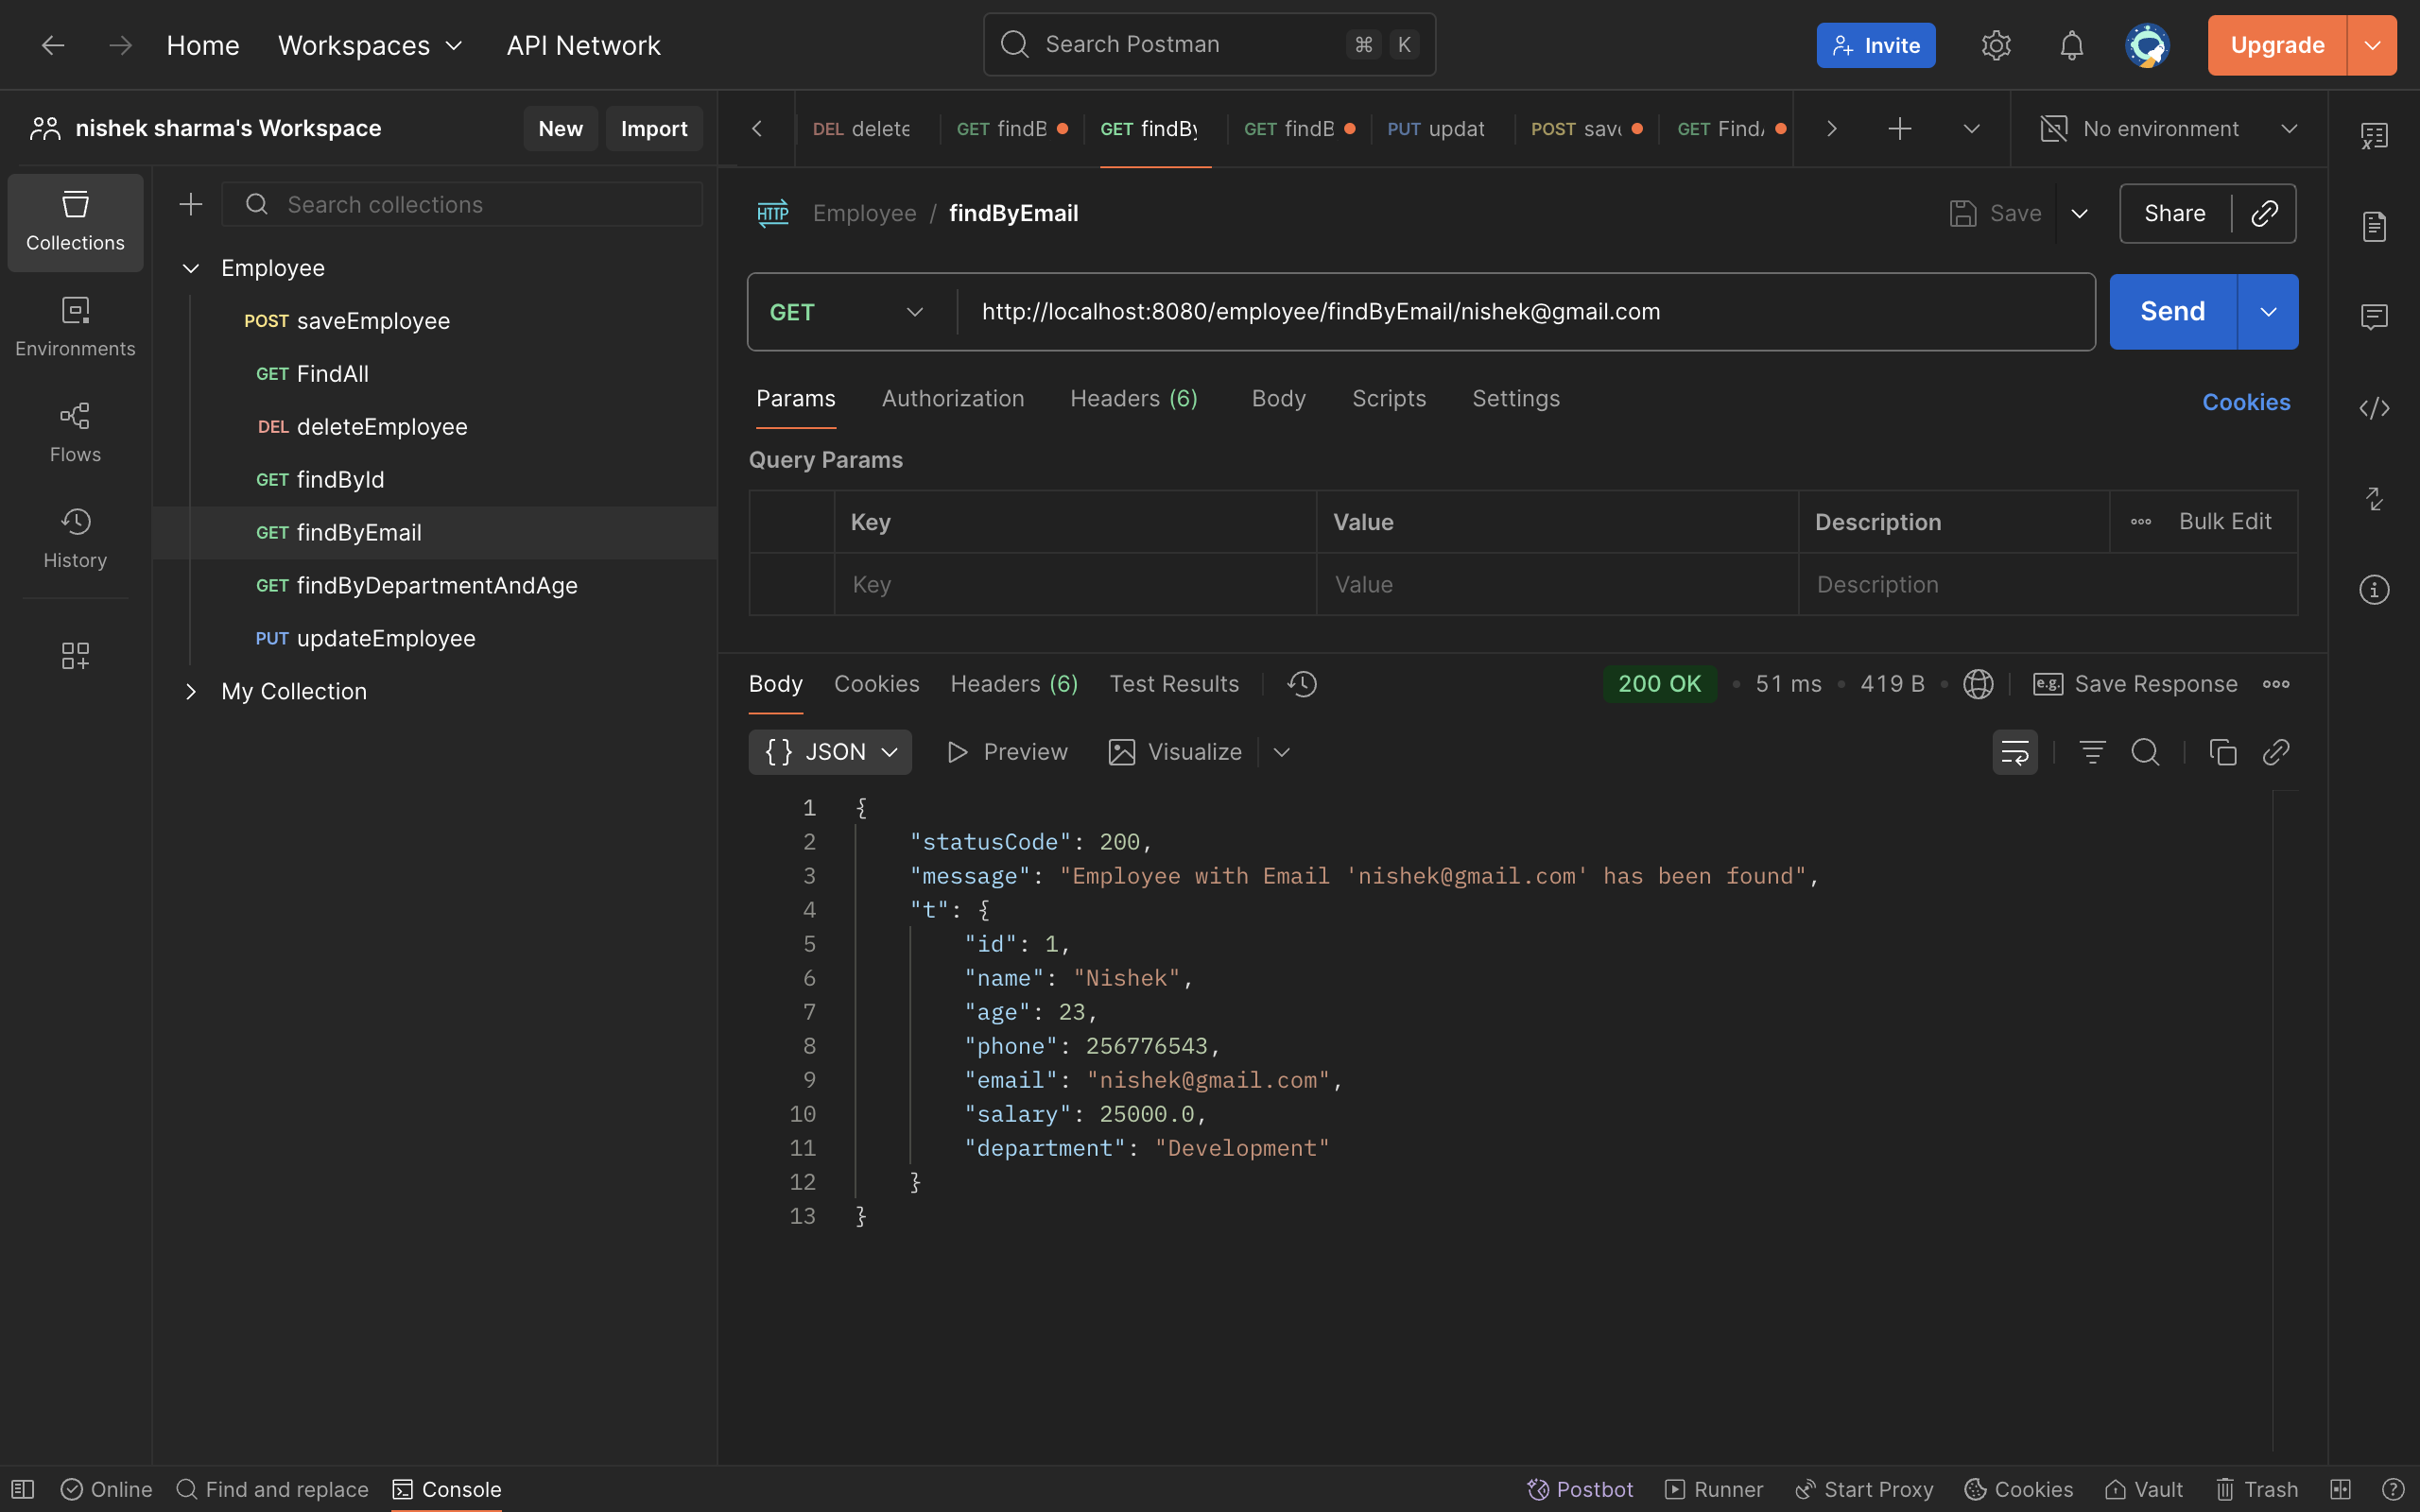 Home Workspaces API Network Search Postman ⌘ K Invite Upgrade
nishek sharma's Workspace New Import
DEL delete GET findB GET findBy GET findB PUT updat POST save GET FindA No environment
Collections
Environments
Flows
History
Search collections
Employee
POST saveEmployee
GET FindAll
DEL deleteEmployee
GET findById
GET findByEmail
GET findByDepartmentAndAge
PUT updateEmployee
My Collection
HTTP Employee / findByEmail Save Share
GET http://localhost:8080/employee/findByEmail/nishek@gmail.com Send
Params Authorization Headers (6) Body Scripts Settings Cookies
Query Params
Key Value Description Bulk Edit
Key Value Description
Body Cookies Headers (6) Test Results 200 OK 51 ms 419 B e.g. Save Response
{ } JSON Preview Visualize
1 {
2 "statusCode": 200,
3 "message": "Employee with Email 'nishek@gmail.com' has been found",
4 "t": {
5 "id": 1,
6 "name": "Nishek",
7 "age": 23,
8 "phone": 256776543,
9 "email": "nishek@gmail.com",
10 "salary": 25000.0,
11 "department": "Development"
12 }
13 }
Online Find and replace Console Postbot Runner Start Proxy Cookies Vault Trash